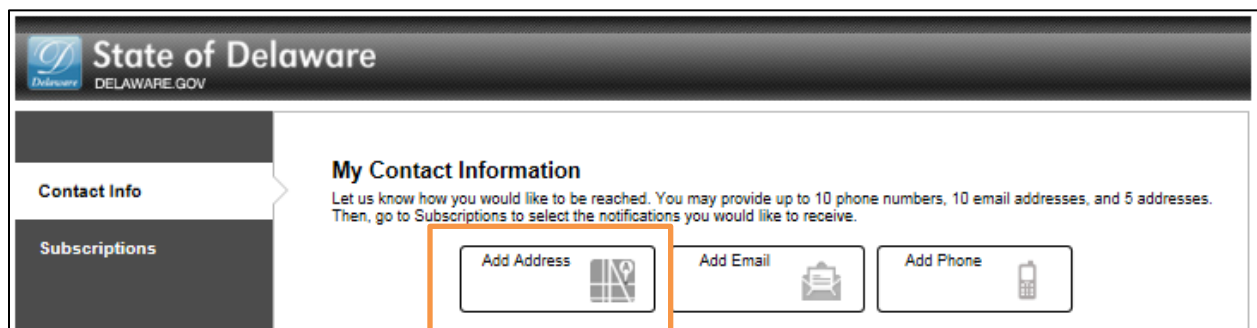 State of Delaware
Delaware
DELAWARE.GOV
Contact Info
Subscriptions
My Contact Information
Let us know how you would like to be reached. You may provide up to 10 phone numbers, 10 email addresses, and 5 addresses.
Then, go to Subscriptions to select the notifications you would like to receive.
Add Address
Add Email
Add Phone